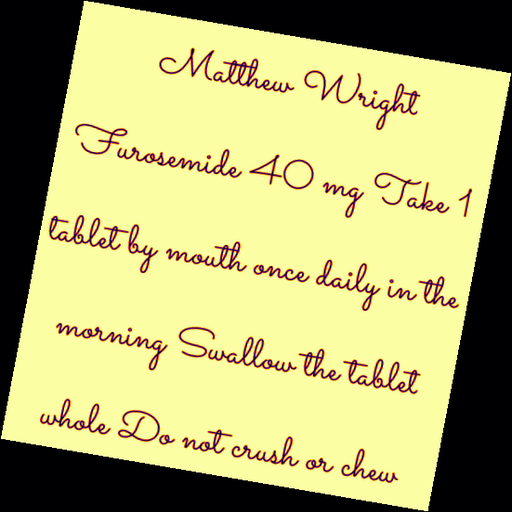 Matthew Wright
Furosemide 40 mg Take 1
tablet by mouth once daily in the
morning Swallow the tablet
whole Do not crush or chew